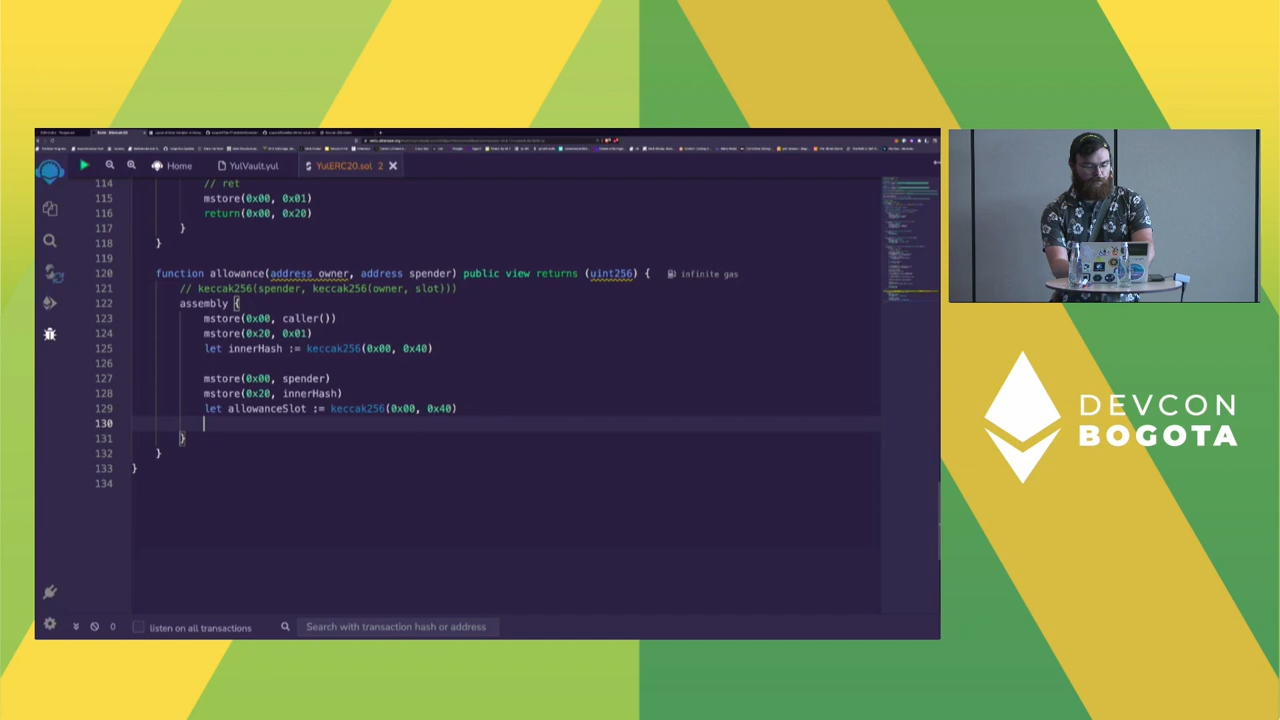 Home
YulVault.yul
YulERC20.sol 2
114 // ret
115 mstore(0x00, 0x01)
116 return(0x00, 0x20)
117 }
118 }
119
120 function allowance(address owner, address spender) public view returns (uint256) { infinite gas
121 // keccak256(spender, keccak256(owner, slot)))
122 assembly {
123 mstore(0x00, caller())
124 mstore(0x20, 0x01)
125 let innerHash := keccak256(0x00, 0x40)
126
127 mstore(0x00, spender)
128 mstore(0x20, innerHash)
129 let allowanceSlot := keccak256(0x00, 0x40)
130
131 }
132 }
133 }
134
0 listen on all transactions Search with transaction hash or address
DEVCON
BOGOTA